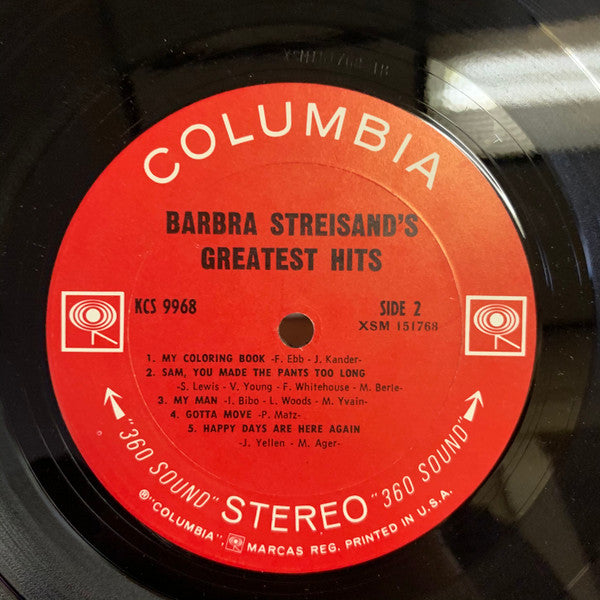 COLUMBIA
BARBRA STREISAND'S
GREATEST HITS
KCS 9968
SIDE 2
XSM 151768
1. MY COLORING BOOK -F. Ebb - J. Kander-
2. SAM, YOU MADE THE PANTS TOO LONG
-S. Lewis - V. Young - F. Whitehouse - M. Berle-
3. MY MAN -I. Bibo - L. Woods - M. Yvain-
4. GOTTA MOVE -P. Matz-
5. HAPPY DAYS ARE HERE AGAIN
-J. Yellen - M. Ager-
"360 SOUND" STEREO "360 SOUND"
®"COLUMBIA", MARCAS REG. PRINTED IN U.S.A.